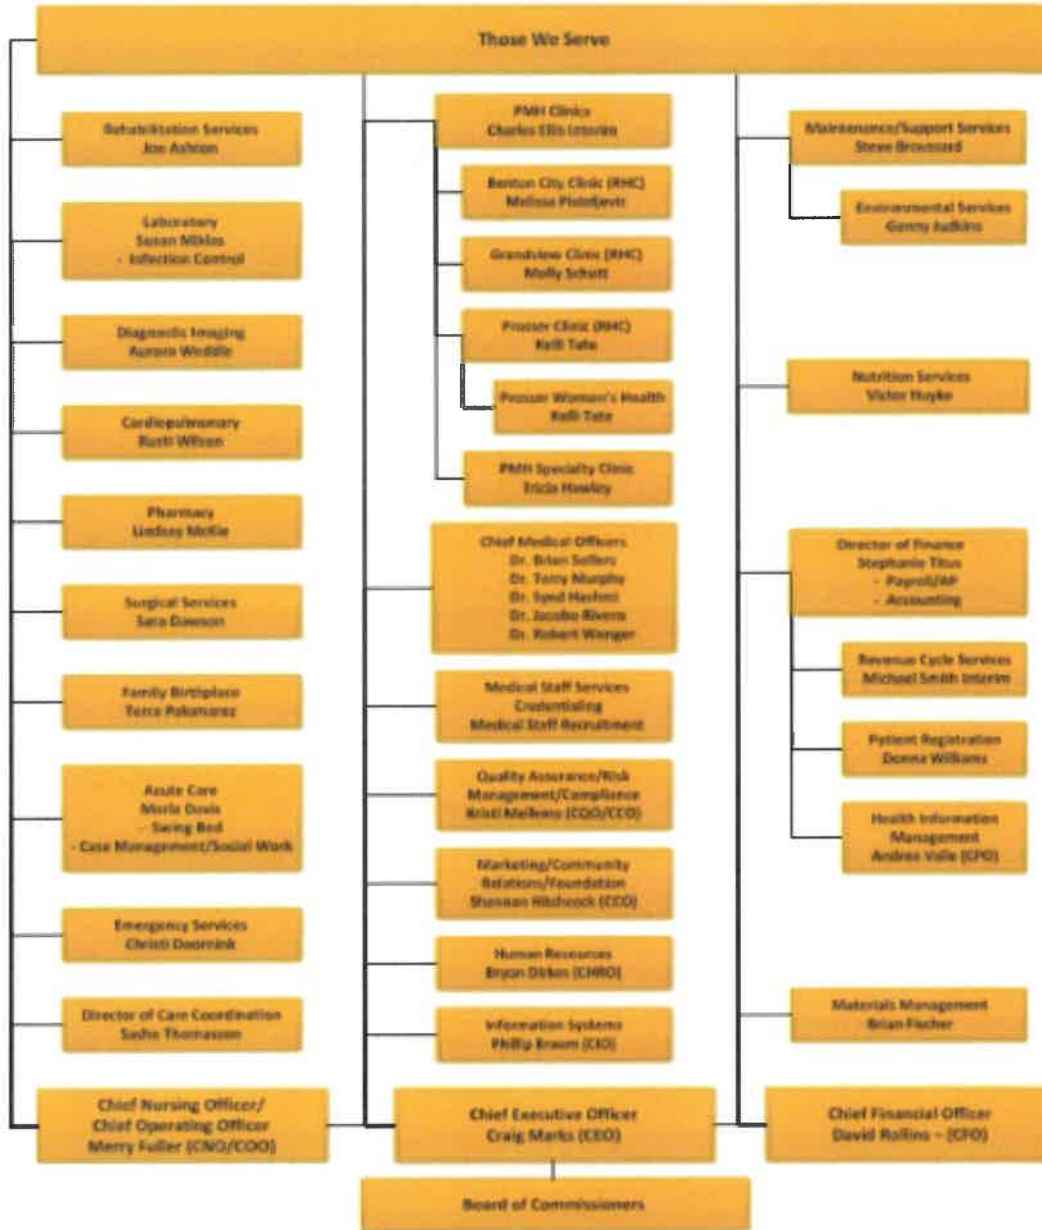 Those We Serve
Rehabilitation Services
Joe Ashton
Laboratory
Susan Miklas
- Infection Control
Diagnostic Imaging
Aurora Weddle
Cardiopulmonary
Rusti Wilson
Pharmacy
Lindsay McKie
Surgical Services
Sara Dawson
Family Birthplace
Terra Palomarez
Acute Care
Marla Davis
- Swing Bed
- Case Management/Social Work
Emergency Services
Christi Doornink
Director of Care Coordination
Sasha Thomasson
Chief Nursing Officer/
Chief Operating Officer
Merry Fuller (CNO/COO)
PMH Clinics
Charles Ellis Interim
Benton City Clinic (RHC)
Melissa
Grandview Clinic (RHC)
Molly Schutt
Prosser Clinic (RHC)
Kelli Tate
Prosser Women's Health
Kelli Tate
PMH Specialty Clinic
Tricia Hawley
Chief Medical Officers
Dr. Brian Sollers
Dr. Terry Murphy
Dr. Syed Hashmi
Dr. Jacobo Rivero
Dr. Robert Wenger
Medical Staff Services
Credentialing
Medical Staff Recruitment
Quality Assurance/Risk
Management/Compliance
Kristi Mellema (CQO/CCO)
Marketing/Community
Relations/Foundation
Shannon Hitchcock (CCO)
Human Resources
Bryon Dirkes (CHRO)
Information Systems
Phillip Braum (CIO)
Chief Executive Officer
Craig Marks (CEO)
Board of Commissioners
Maintenance/Support Services
Steve Broussard
Environmental Services
Genny Judkins
Nutrition Services
Victor Huyke
Director of Finance
Stephanie Titus
- Payroll/AP
- Accounting
Revenue Cycle Services
Michael Smith Interim
Patient Registration
Donna Williams
Health Information
Management
Andrea Valle (CPO)
Materials Management
Brian Fischer
Chief Financial Officer
David Rollins – (CFO)